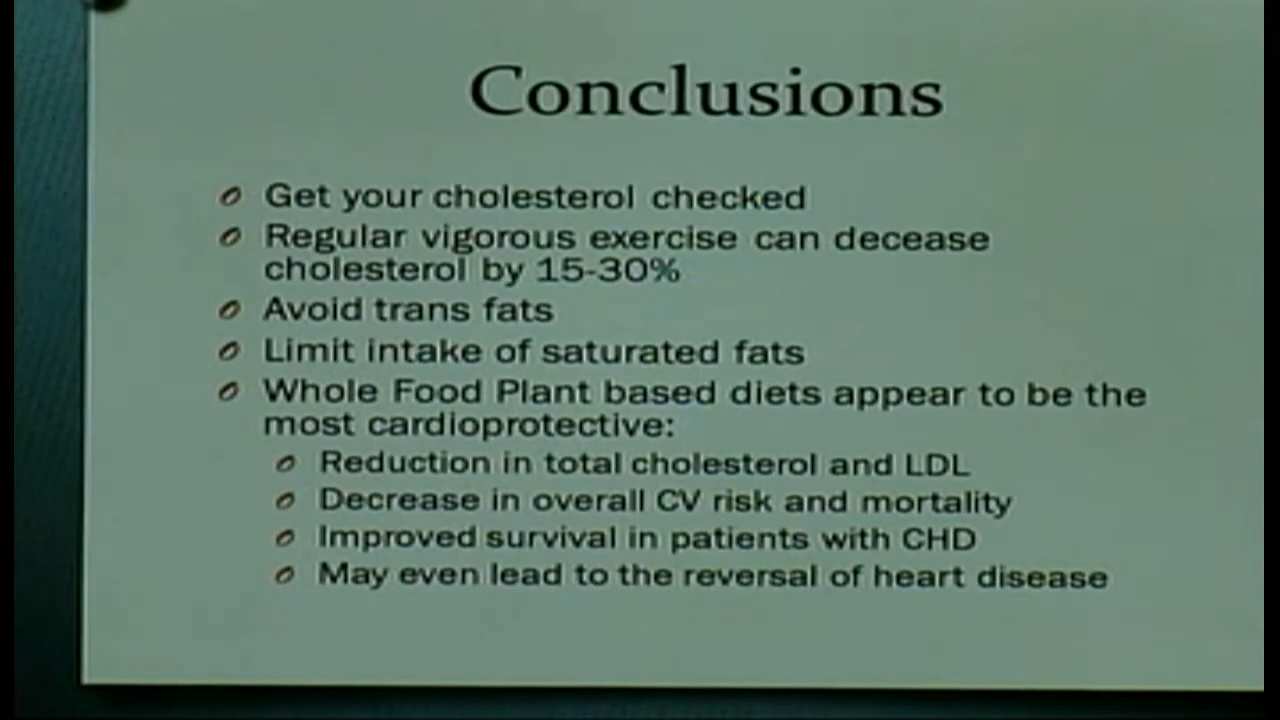 Conclusions
Get your cholesterol checked
Regular vigorous exercise can decease
cholesterol by 15-30%
Avoid trans fats
Limit intake of saturated fats
Whole Food Plant based diets appear to be the
most cardioprotective:
Reduction in total cholesterol and LDL
Decrease in overall CV risk and mortality
Improved survival in patients with CHD
May even lead to the reversal of heart disease